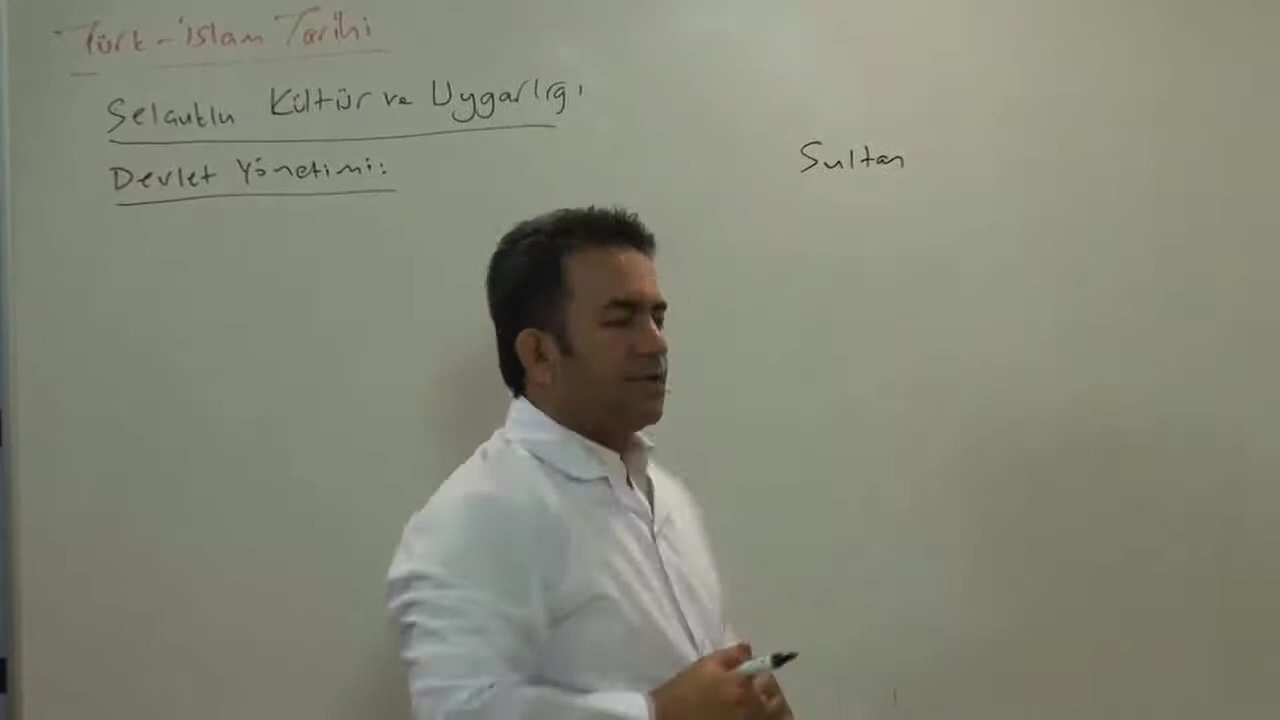 Türk-İslam Tarihi
Selçuklu Kültür ve Uygarlığı
Devlet Yönetimi:
Sultan